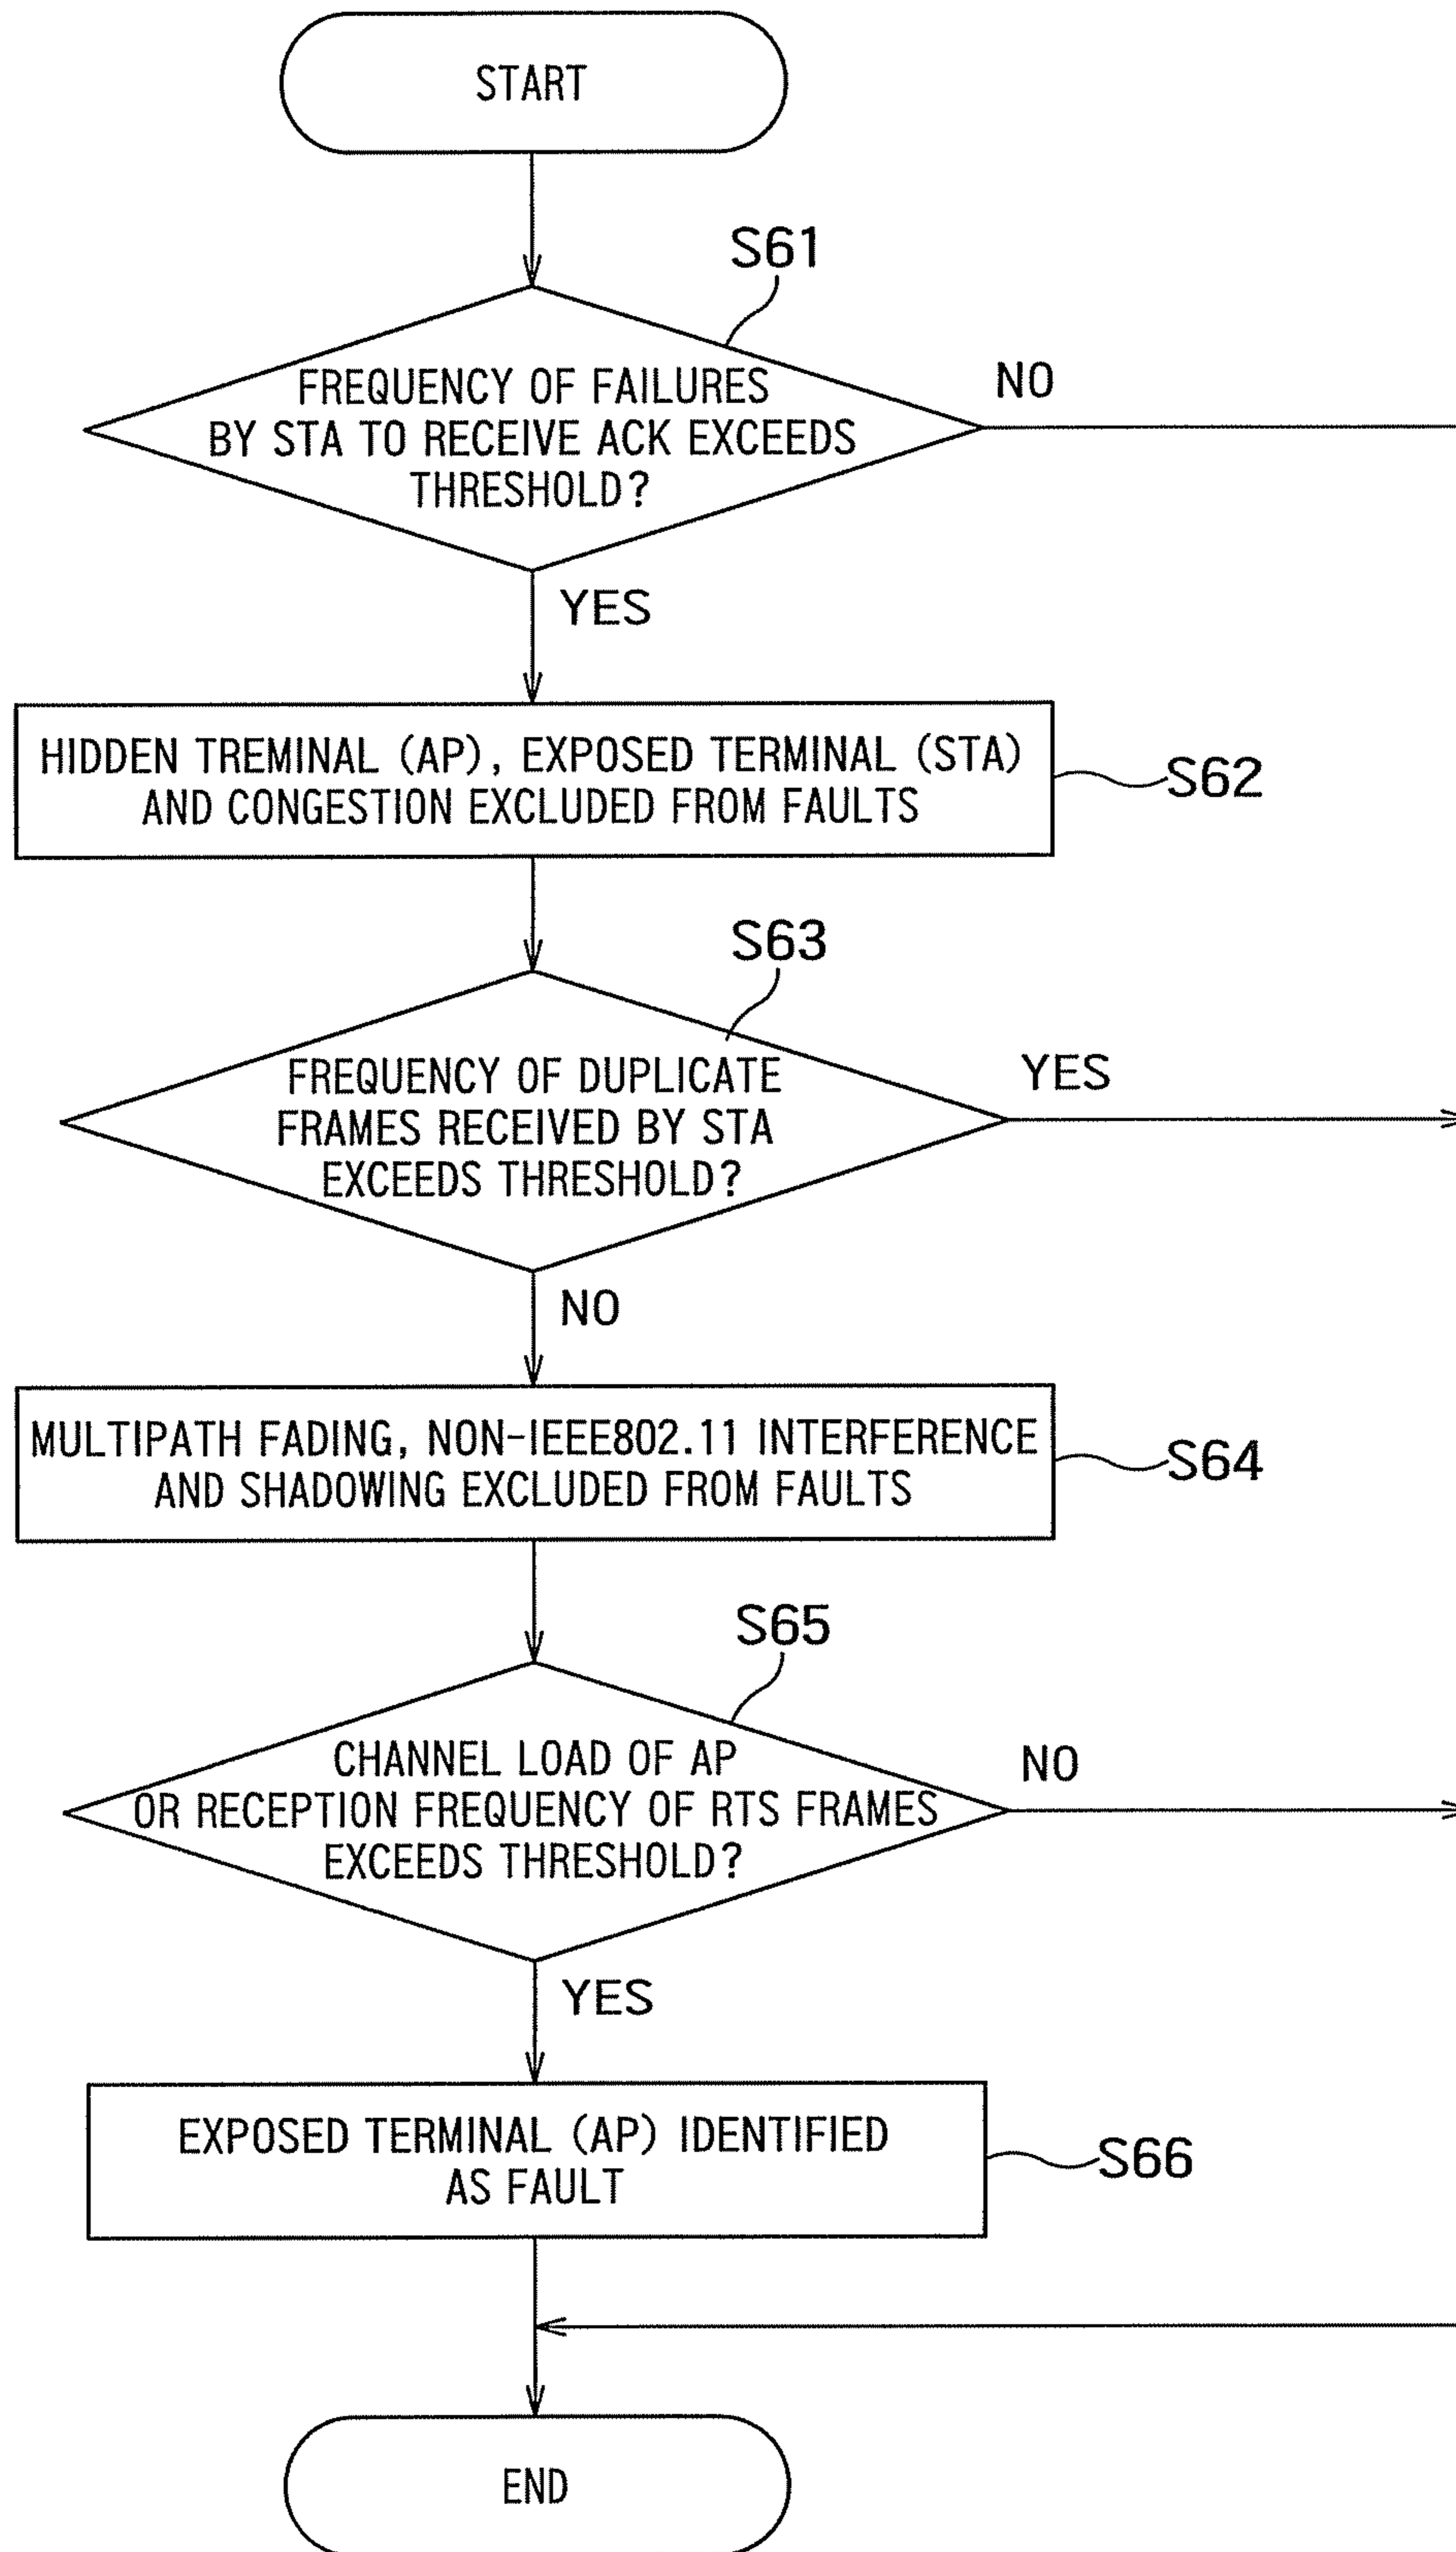 START
S61
FREQUENCY OF FAILURES
BY STA TO RECEIVE ACK EXCEEDS
THRESHOLD?
NO
YES
HIDDEN TREMINAL (AP), EXPOSED TERMINAL (STA)
AND CONGESTION EXCLUDED FROM FAULTS
S62
S63
FREQUENCY OF DUPLICATE
FRAMES RECEIVED BY STA
EXCEEDS THRESHOLD?
YES
NO
MULTIPATH FADING, NON-IEEE802.11 INTERFERENCE
AND SHADOWING EXCLUDED FROM FAULTS
S64
S65
CHANNEL LOAD OF AP
OR RECEPTION FREQUENCY OF RTS FRAMES
EXCEEDS THRESHOLD?
NO
YES
EXPOSED TERMINAL (AP) IDENTIFIED
AS FAULT
S66
END